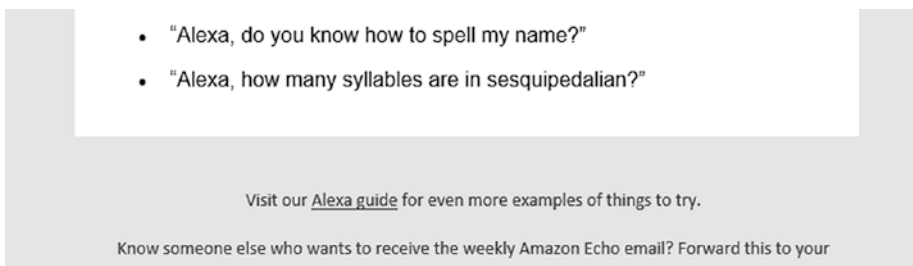 • “Alexa, do you know how to spell my name?”
• “Alexa, how many syllables are in sesquipedalian?”
Visit our Alexa guide for even more examples of things to try.
Know someone else who wants to receive the weekly Amazon Echo email? Forward this to your